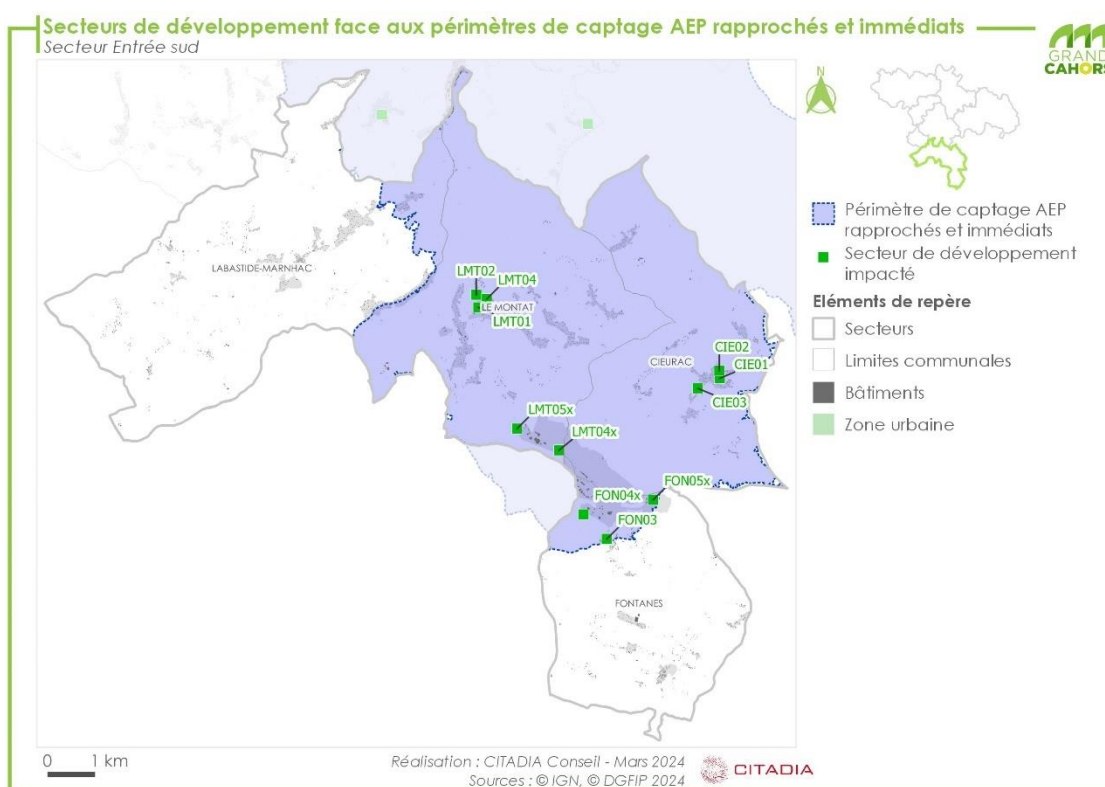 Secteurs de développement face aux périmètres de captage AEP rapprochés et immédiats
Secteur Entrée sud
GRAND
CAHORS
N
LABASTIDE-MARNHAC
LMT02
LMT04
LE MONTAT
LMT01
CIE02
CIEURAC
CIE01
CIE03
LMT05x
LMT04x
FON04x
FON05x
FON03
FONTANES
Périmètre de captage AEP
rapprochés et immédiats
Secteur de développement
impacté
Eléments de repère
Secteurs
Limites communales
Bâtiments
Zone urbaine
0 1 km
Réalisation : CITADIA Conseil - Mars 2024
Sources : © IGN, © DGFIP 2024
CITADIA